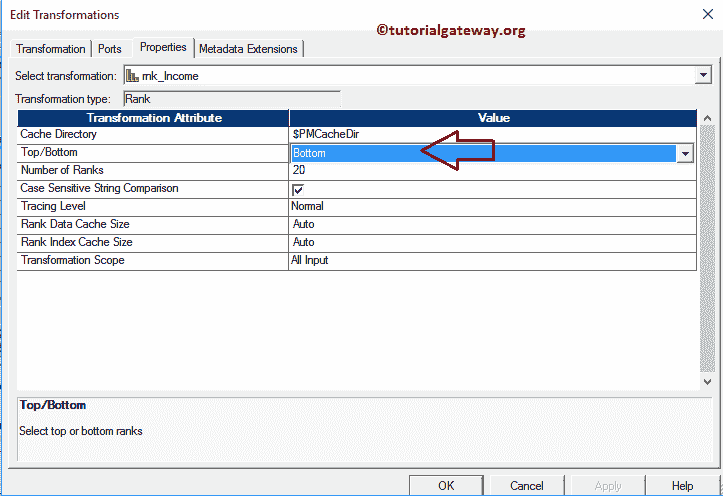 Edit Transformations
©tutorialgateway.org
Transformation Ports Properties Metadata Extensions
Select transformation: rnk_Income
Transformation type: Rank
Transformation Attribute Value
Cache Directory $PMCacheDir
Top/Bottom Bottom
Number of Ranks 20
Case Sensitive String Comparison
Tracing Level Normal
Rank Data Cache Size Auto
Rank Index Cache Size Auto
Transformation Scope All Input
Top/Bottom
Select top or bottom ranks
OK Cancel Apply Help